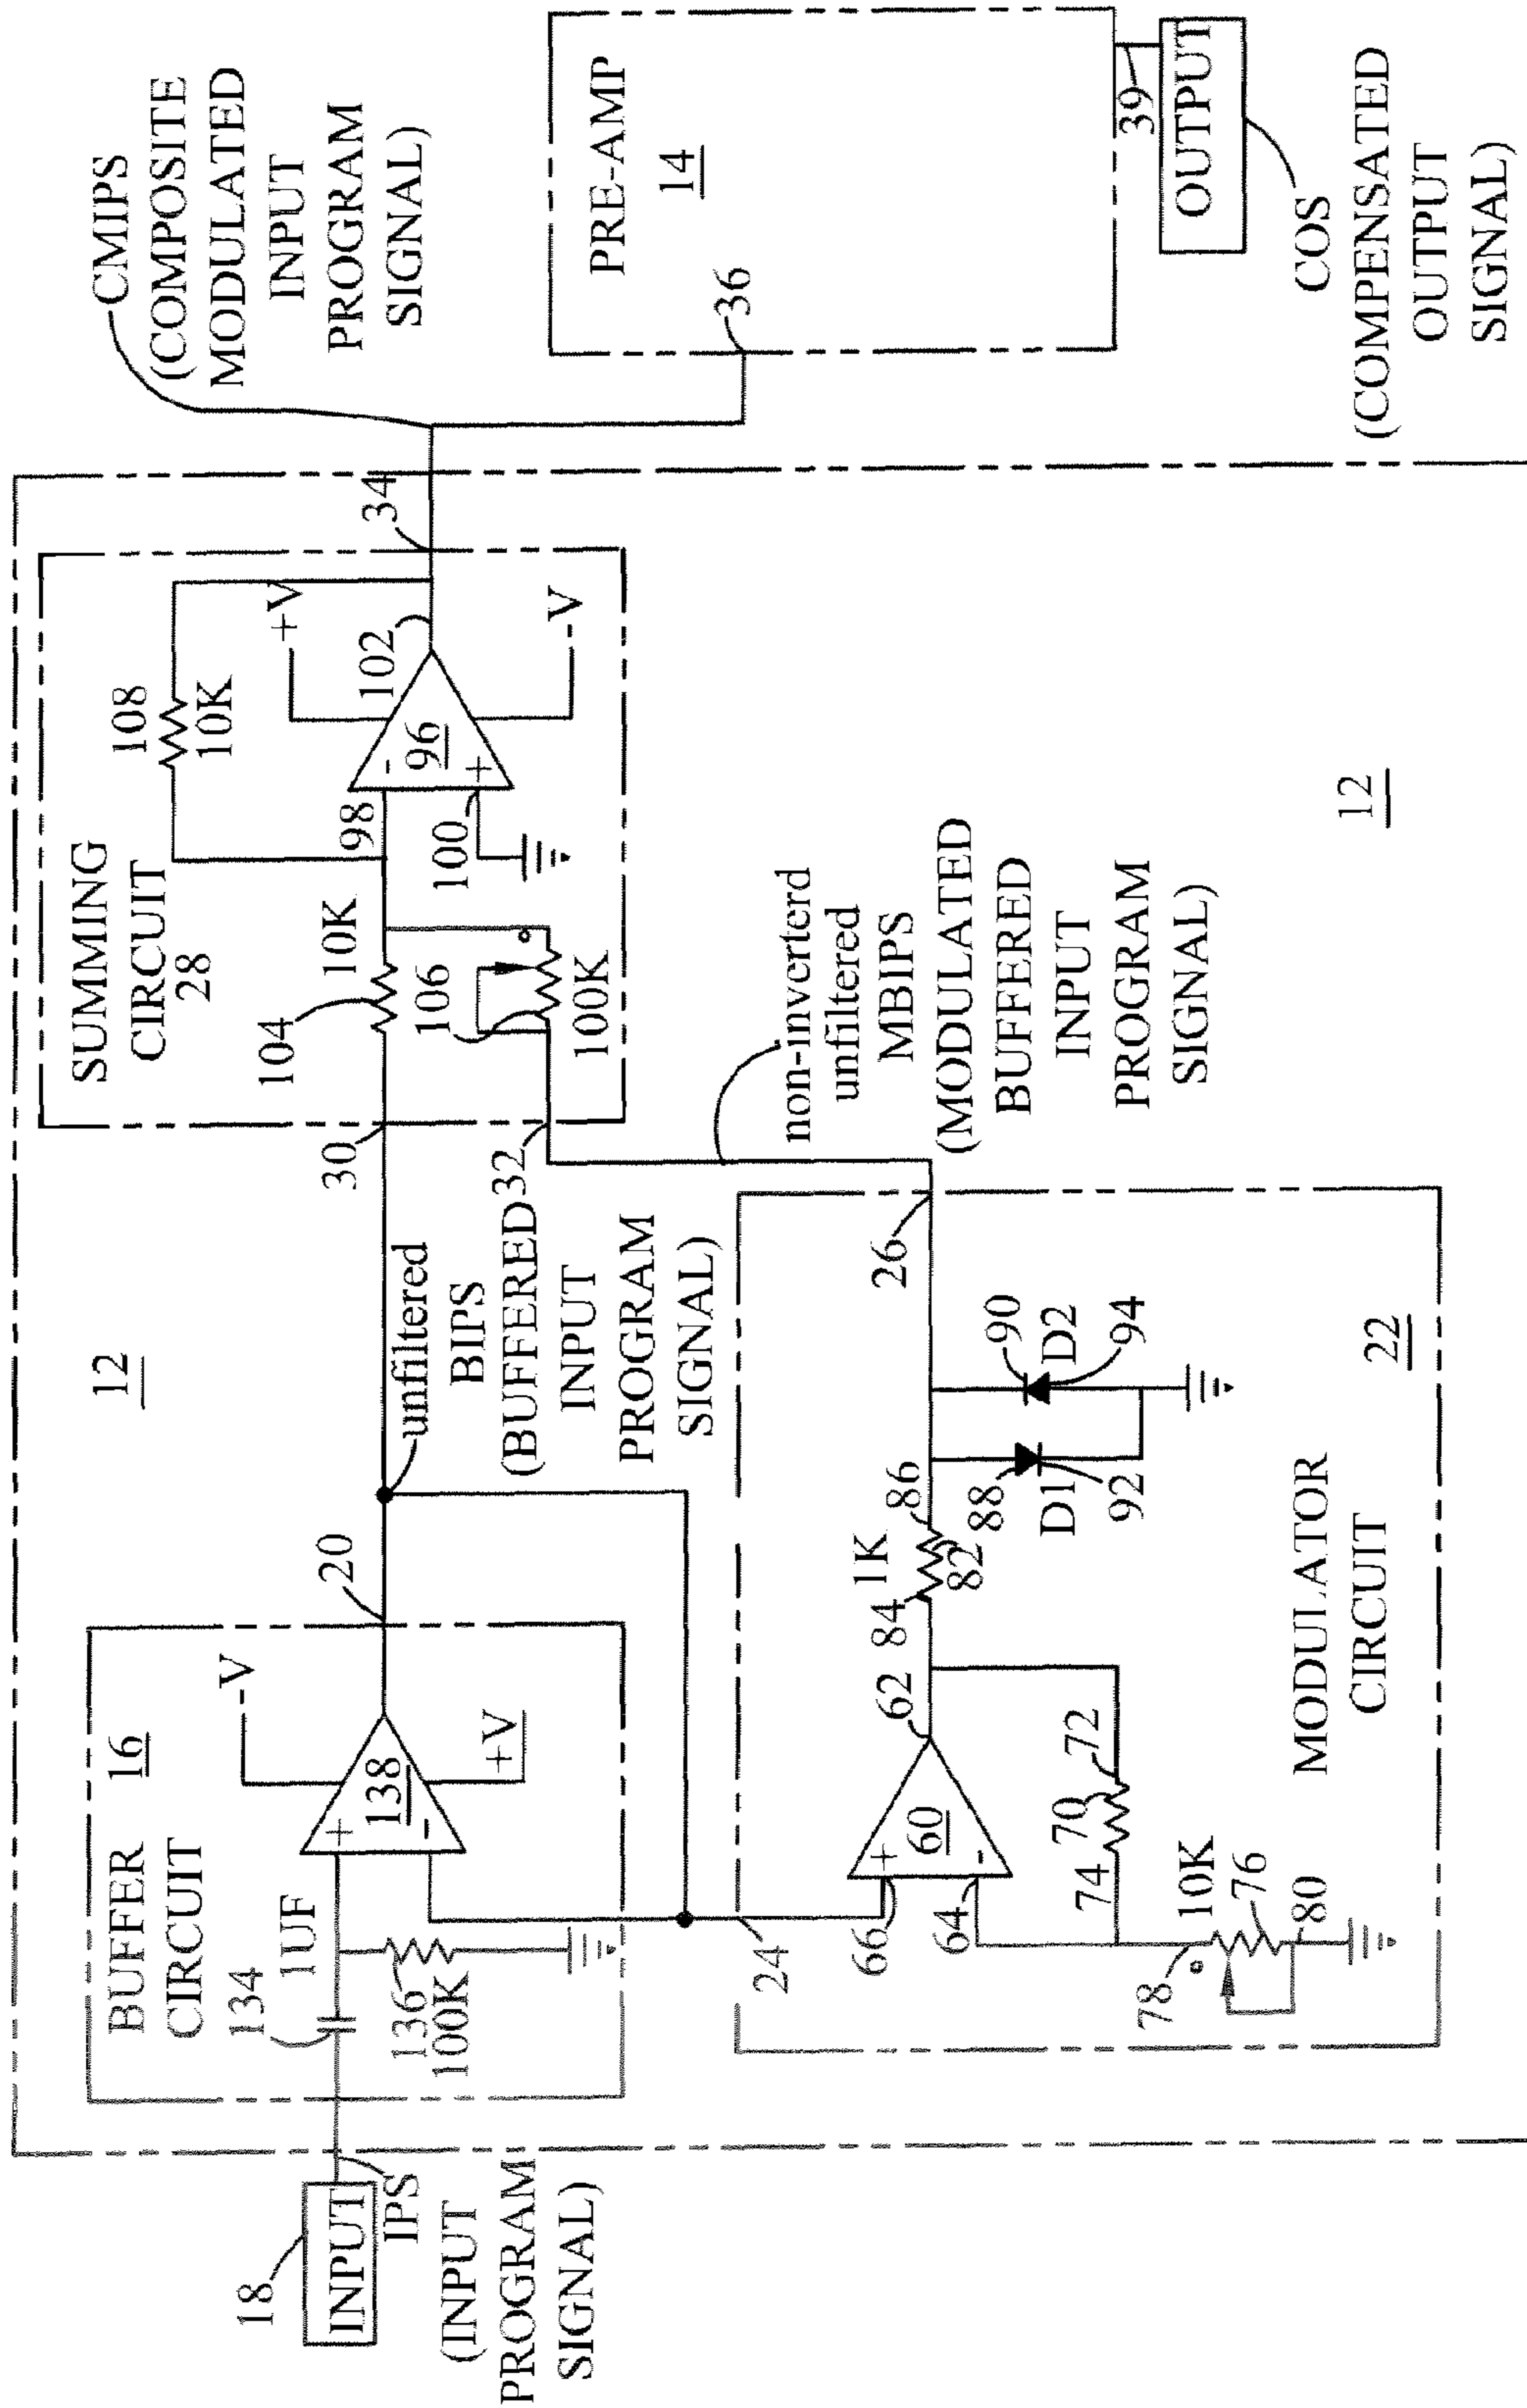 12
18
INPUT
IPS
(INPUT
PROGRAM
SIGNAL)
BUFFER
CIRCUIT
16
134
1UF
136
100K
+
-
138
-V
+V
20
unfiltered
BIPS
(BUFFERED
INPUT
PROGRAM
SIGNAL)
30
32
SUMMING
CIRCUIT
28
104
10K
106
100K
108
10K
98
100
-
+
96
102
+V
-V
34
CMIPS
(COMPOSITE
MODULATED
INPUT
PROGRAM
SIGNAL)
PRE-AMP
14
36
39
OUTPUT
COS
(COMPENSATED
OUTPUT
SIGNAL)
24
66
64
+
-
60
62
84
1K
82
86
70
72
74
78
10K
76
80
88
D1
92
90
D2
94
26
MODULATOR
CIRCUIT
22
non-inverterd
unfiltered
MBIPS
(MODULATED
BUFFERED
INPUT
PROGRAM
SIGNAL)
12